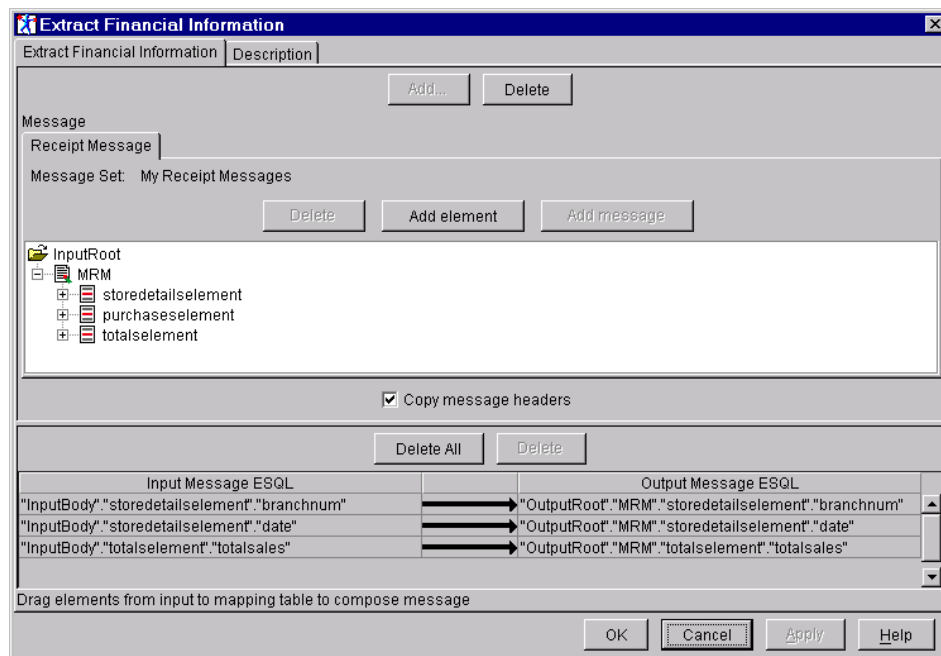 Extract Financial Information
Extract Financial Information Description
Add... Delete
Message
Receipt Message
Message Set: My Receipt Messages
Delete Add element Add message
InputRoot
MRM
storedetailselement
purchaseselement
totalselement
Copy message headers
Delete All Delete
Input Message ESQL Output Message ESQL
"InputBody"."storedetailselement"."branchnum" "OutputRoot"."MRM"."storedetailselement"."branchnum"
"InputBody"."storedetailselement"."date" "OutputRoot"."MRM"."storedetailselement"."date"
"InputBody"."totalselement"."totalsales" "OutputRoot"."MRM"."totalselement"."totalsales"
Drag elements from input to mapping table to compose message
OK Cancel Apply Help